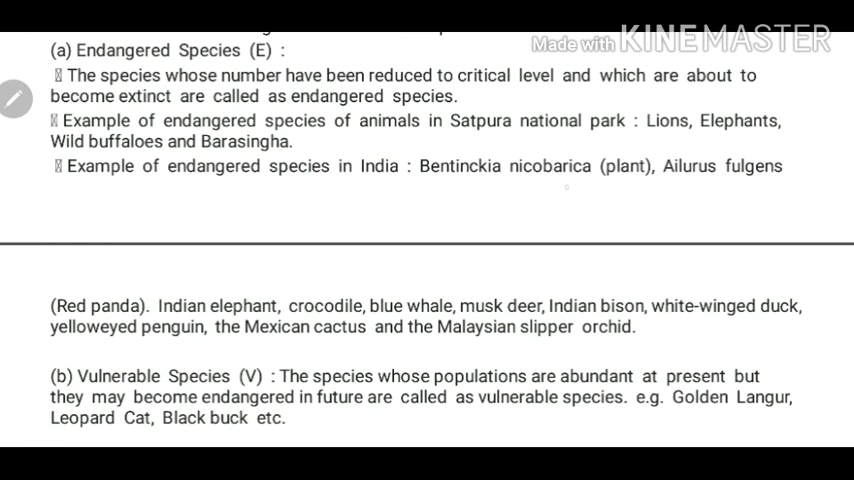 Made with KINEMASTER
(a) Endangered Species (E) :
The species whose number have been reduced to critical level and which are about to
become extinct are called as endangered species.
Example of endangered species of animals in Satpura national park : Lions, Elephants,
Wild buffaloes and Barasingha.
Example of endangered species in India : Bentinckia nicobarica (plant), Ailurus fulgens
(Red panda). Indian elephant, crocodile, blue whale, musk deer, Indian bison, white-winged duck,
yelloweyed penguin, the Mexican cactus and the Malaysian slipper orchid.
(b) Vulnerable Species (V) : The species whose populations are abundant at present but
they may become endangered in future are called as vulnerable species. e.g. Golden Langur,
Leopard Cat, Black buck etc.